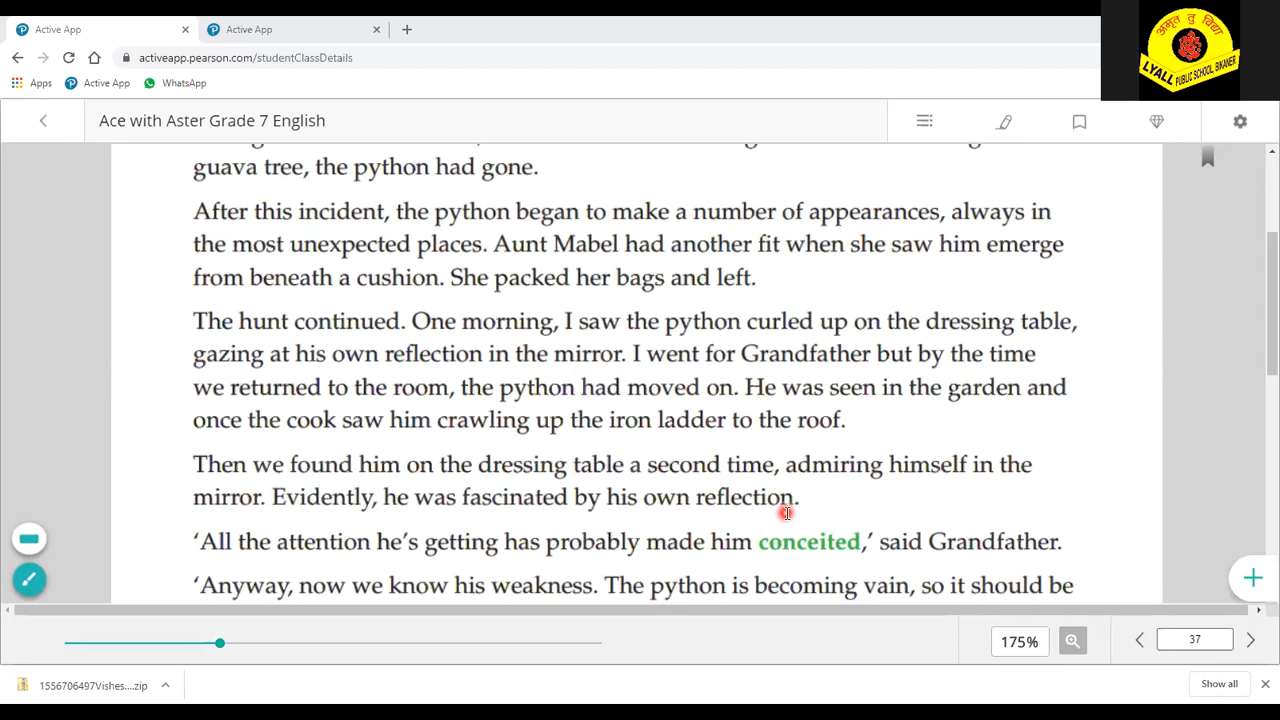 Active App
Active App
activeapp.pearson.com/studentClassDetails
Apps
Active App
WhatsApp
अमृतं तु विद्या
LYALL PUBLIC SCHOOL BIKANER
Ace with Aster Grade 7 English
guava tree, the python had gone.
After this incident, the python began to make a number of appearances, always in
the most unexpected places. Aunt Mabel had another fit when she saw him emerge
from beneath a cushion. She packed her bags and left.
The hunt continued. One morning, I saw the python curled up on the dressing table,
gazing at his own reflection in the mirror. I went for Grandfather but by the time
we returned to the room, the python had moved on. He was seen in the garden and
once the cook saw him crawling up the iron ladder to the roof.
Then we found him on the dressing table a second time, admiring himself in the
mirror. Evidently, he was fascinated by his own reflection.
‘All the attention he’s getting has probably made him conceited,’ said Grandfather.
‘Anyway, now we know his weakness. The python is becoming vain, so it should be
175%
37
1556706497Vishes....zip
Show all